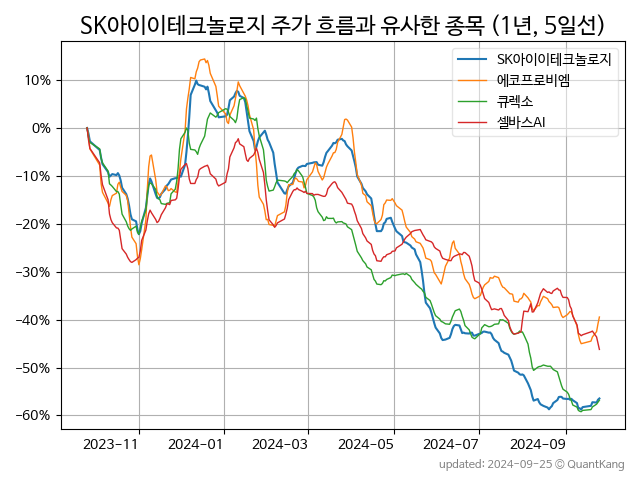 SK아이이테크놀로지 주가 흐름과 유사한 종목 (1년, 5일선)
SK아이이테크놀로지
에코프로비엠
큐렉소
셀바스AI
10%
0%
−10%
−20%
−30%
−40%
−50%
−60%
2023-11
2024-01
2024-03
2024-05
2024-07
2024-09
updated: 2024-09-25 © QuantKang